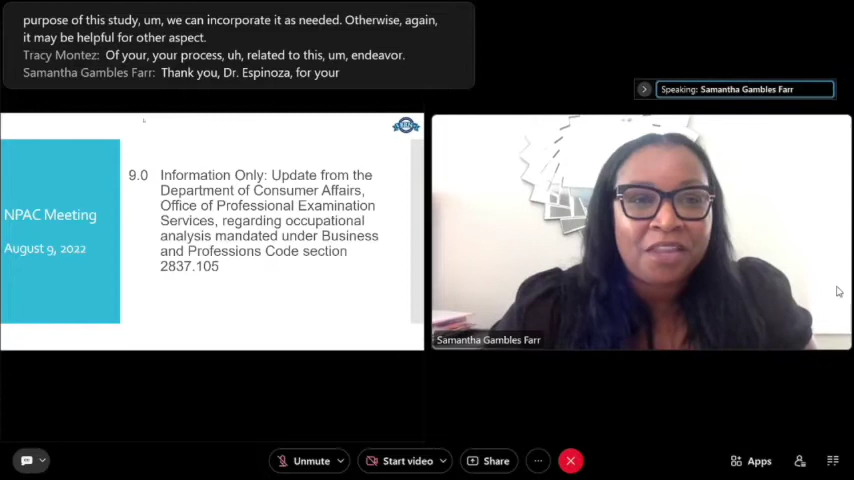 purpose of this study, um, we can incorporate it as needed. Otherwise, again,
it may be helpful for other aspect.
Tracy Montez: Of your, your process, uh, related to this, um, endeavor.
Samantha Gambles Farr: Thank you, Dr. Espinoza, for your
Speaking: Samantha Gambles Farr
NPAC Meeting
August 9, 2022
9.0 Information Only: Update from the
Department of Consumer Affairs,
Office of Professional Examination
Services, regarding occupational
analysis mandated under Business
and Professions Code section
2837.105
Samantha Gambles Farr
Unmute
Start video
Share
Apps